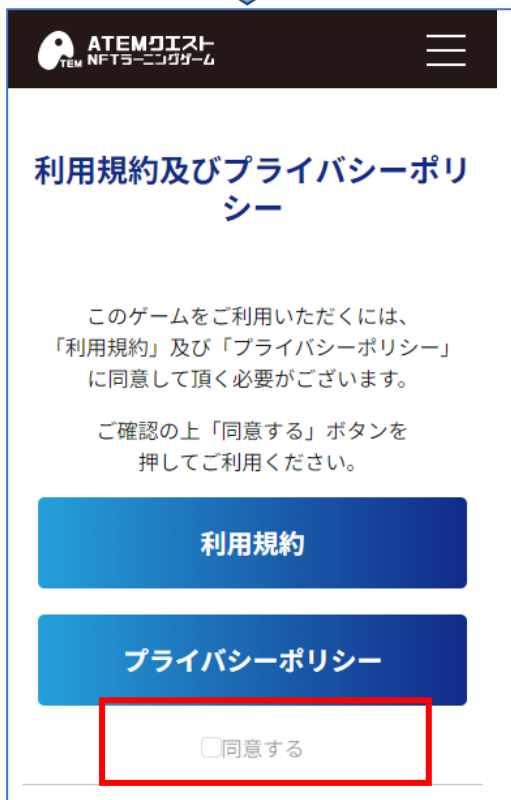 ATEMクエスト
TEM NFTラーニングゲーム
利用規約及びプライバシーポリ
シー
このゲームをご利用いただくには、
「利用規約」及び「プライバシーポリシー」
に同意して頂く必要がございます。
ご確認の上「同意する」ボタンを
押してご利用ください。
利用規約
プライバシーポリシー
同意する